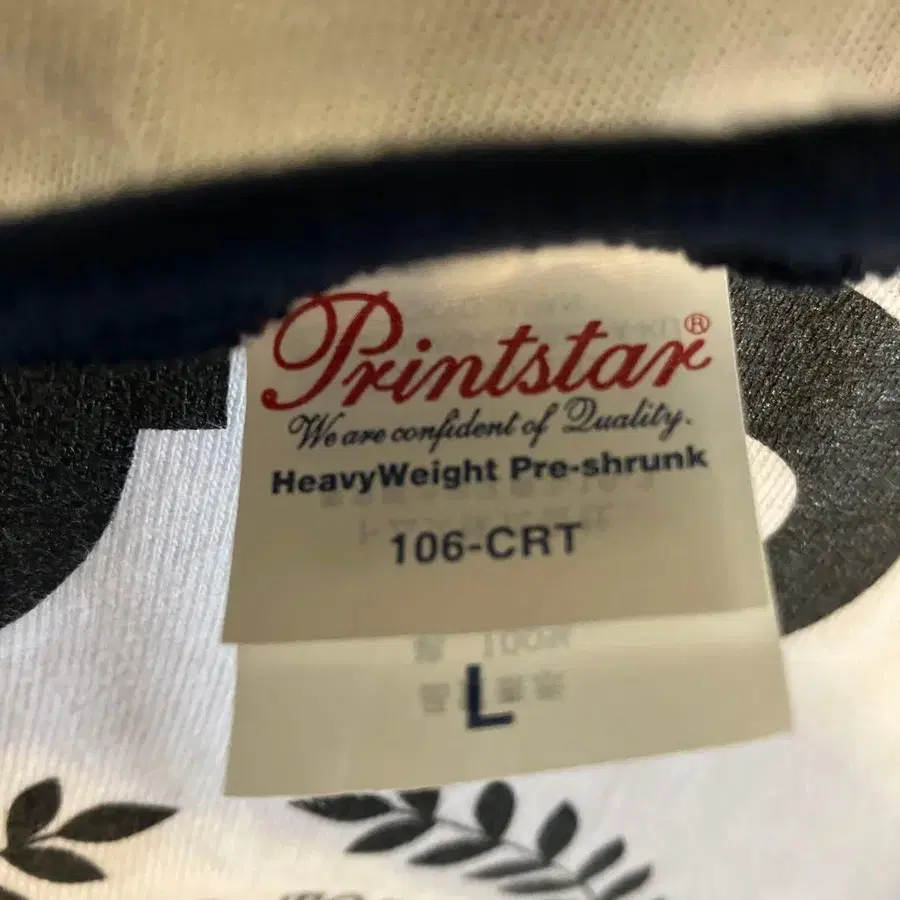 Printstar®
We are confident of Quality.
HeavyWeight Pre-shrunk
106-CRT
L